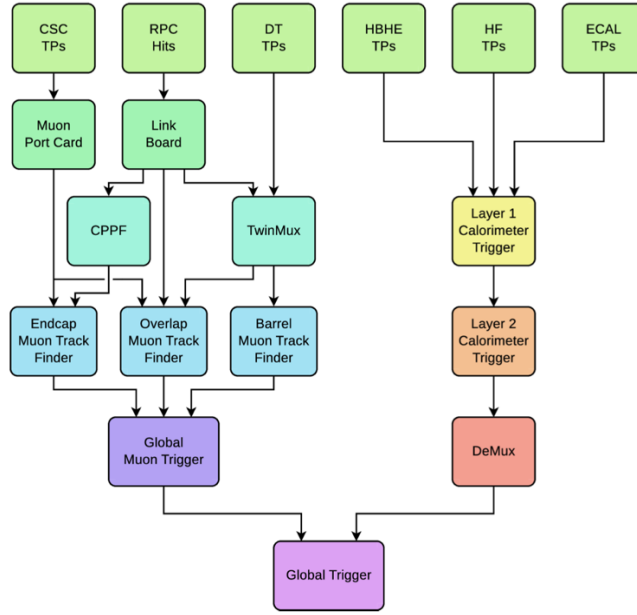 CSC
TPs
RPC
Hits
DT
TPs
HBHE
TPs
HF
TPs
ECAL
TPs
Muon
Port Card
Link
Board
CPPF
TwinMux
Layer 1
Calorimeter
Trigger
Endcap
Muon Track
Finder
Overlap
Muon Track
Finder
Barrel
Muon Track
Finder
Layer 2
Calorimeter
Trigger
Global
Muon Trigger
DeMux
Global Trigger